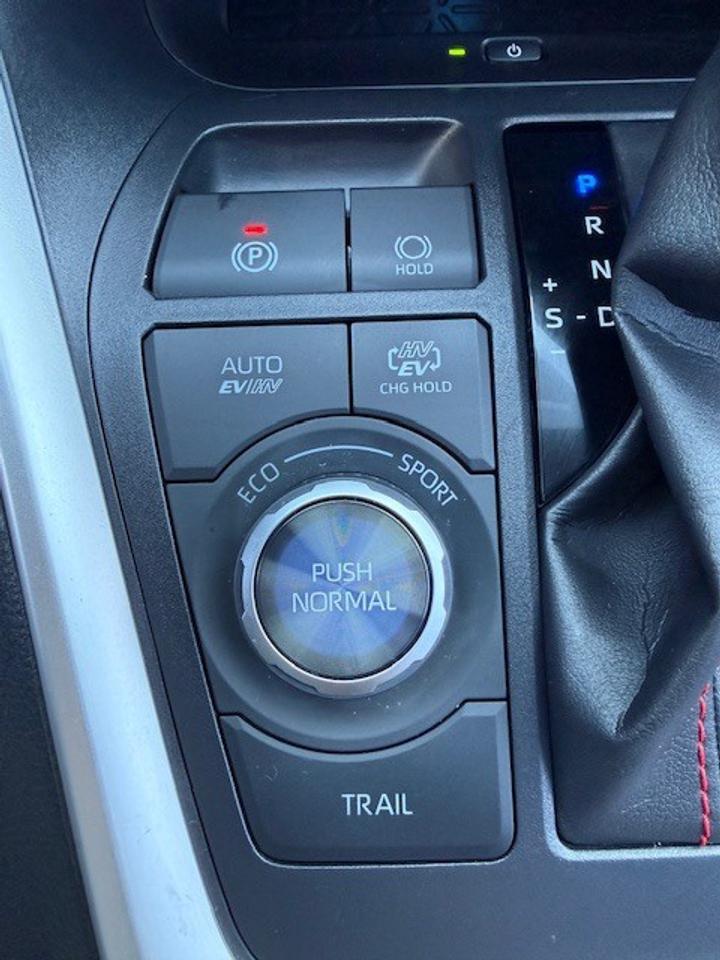 P
HOLD
P
R
N
+
S - D
−
AUTO
EV/HV
HV
EV
CHG HOLD
ECO
SPORT
PUSH
NORMAL
TRAIL